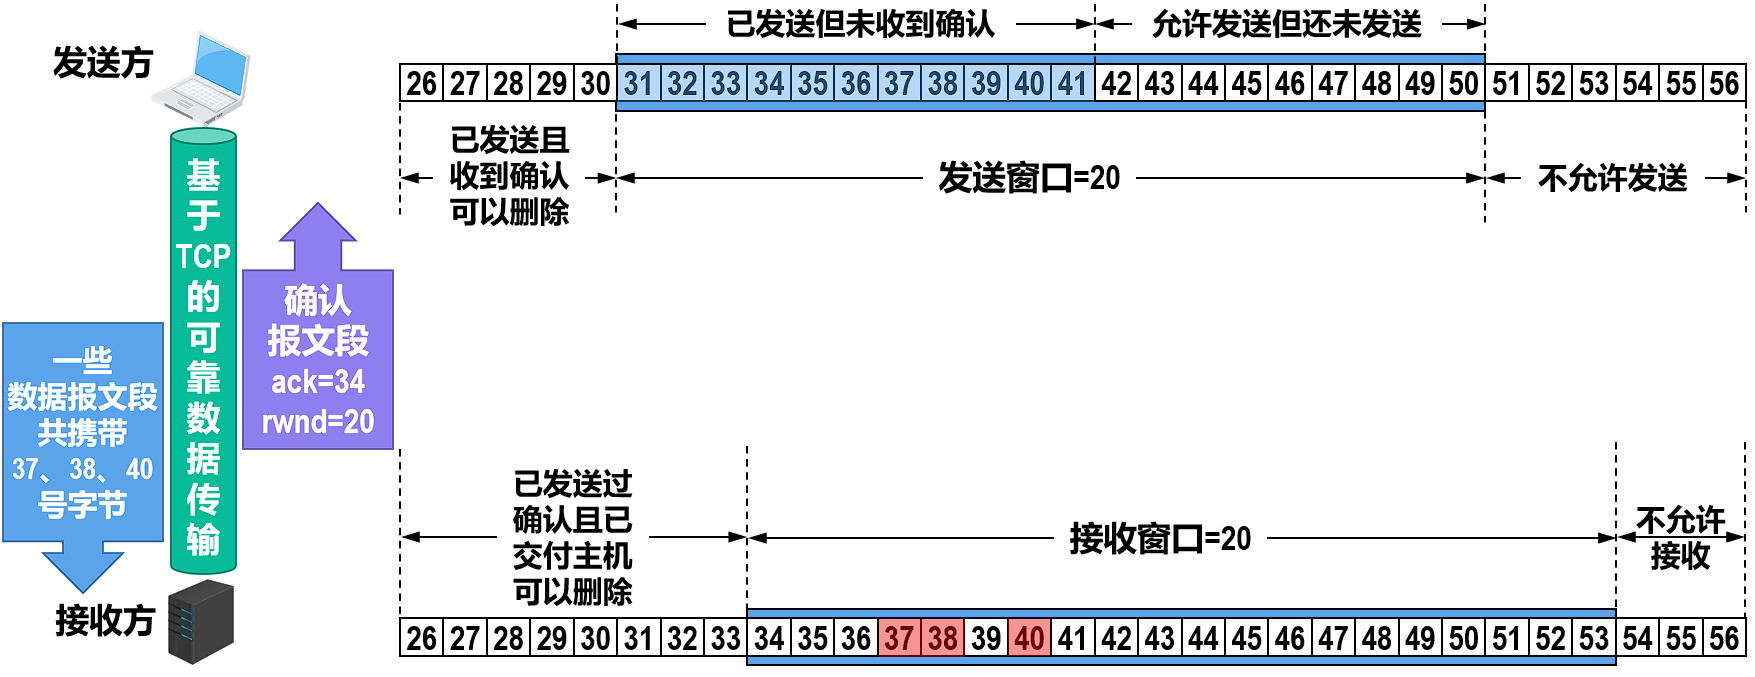 已发送但未收到确认
允许发送但还未发送
发送方
26 27 28 29 30 31 32 33 34 35 36 37 38 39 40 41 42 43 44 45 46 47 48 49 50 51 52 53 54 55 56
已发送且
收到确认
可以删除
发送窗口=20
不允许发送
基
于
TCP
的
可
靠
数
据
传
输
确认
报文段
ack=34
rwnd=20
一些
数据报文段
共携带
37、38、40
号字节
已发送过
确认且已
交付主机
可以删除
接收窗口=20
不允许
接收
接收方
26 27 28 29 30 31 32 33 34 35 36 37 38 39 40 41 42 43 44 45 46 47 48 49 50 51 52 53 54 55 56